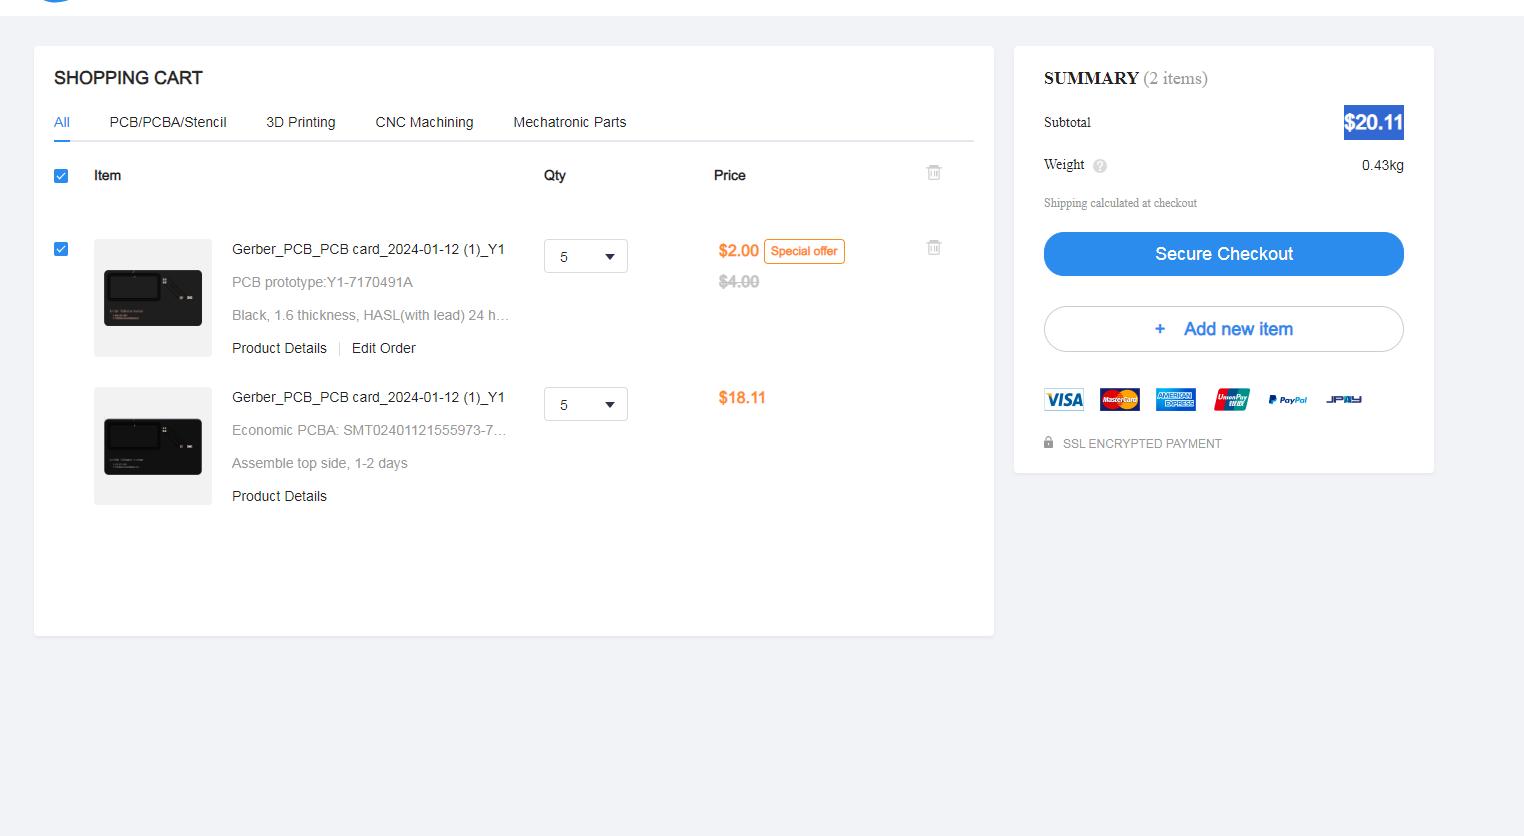 SHOPPING CART
All
PCB/PCBA/Stencil
3D Printing
CNC Machining
Mechatronic Parts
Item
Qty
Price
Gerber_PCB_PCB card_2024-01-12 (1)_Y1
PCB prototype:Y1-7170491A
Black, 1.6 thickness, HASL(with lead) 24 h...
Product Details
Edit Order
5
$2.00
Special offer
$4.00
Gerber_PCB_PCB card_2024-01-12 (1)_Y1
Economic PCBA: SMT02401121555973-7...
Assemble top side, 1-2 days
Product Details
5
$18.11
SUMMARY (2 items)
Subtotal
$20.11
Weight
?
0.43kg
Shipping calculated at checkout
Secure Checkout
+ Add new item
VISA
MasterCard
AMERICAN EXPRESS
UnionPay
银联
PayPal
JPAY
SSL ENCRYPTED PAYMENT